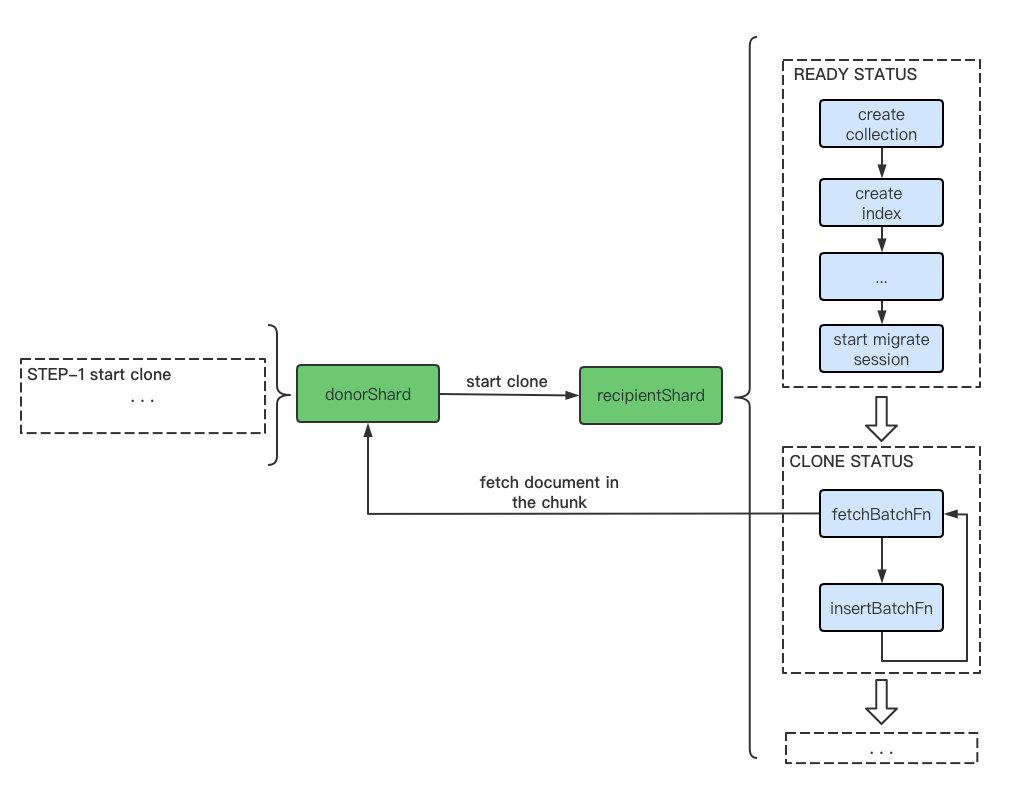 STEP-1 start clone
...
donorShard
start clone
recipientShard
fetch document in
the chunk
READY STATUS
create
collection
create
index
...
start migrate
session
CLONE STATUS
fetchBatchFn
insertBatchFn
...